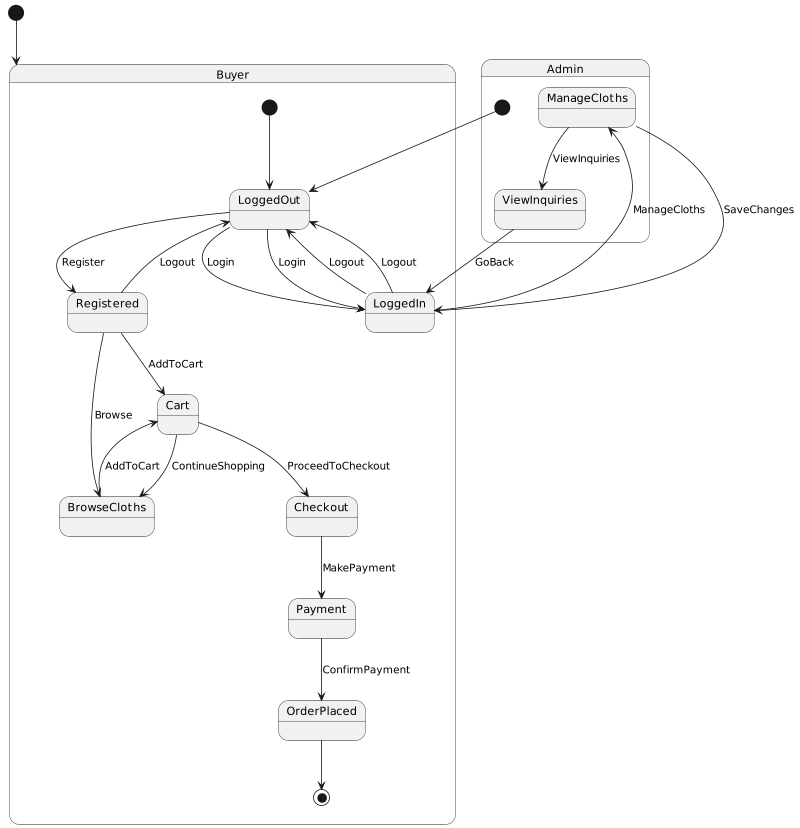 Buyer
Admin
ManageCloths
ViewInquiries
LoggedOut
ViewInquiries
ManageCloths
SaveChanges
Register
Logout
Login
Login
Logout
Logout
GoBack
Registered
LoggedIn
AddToCart
Cart
Browse
AddToCart
ContinueShopping
ProceedToCheckout
BrowseCloths
Checkout
MakePayment
Payment
ConfirmPayment
OrderPlaced